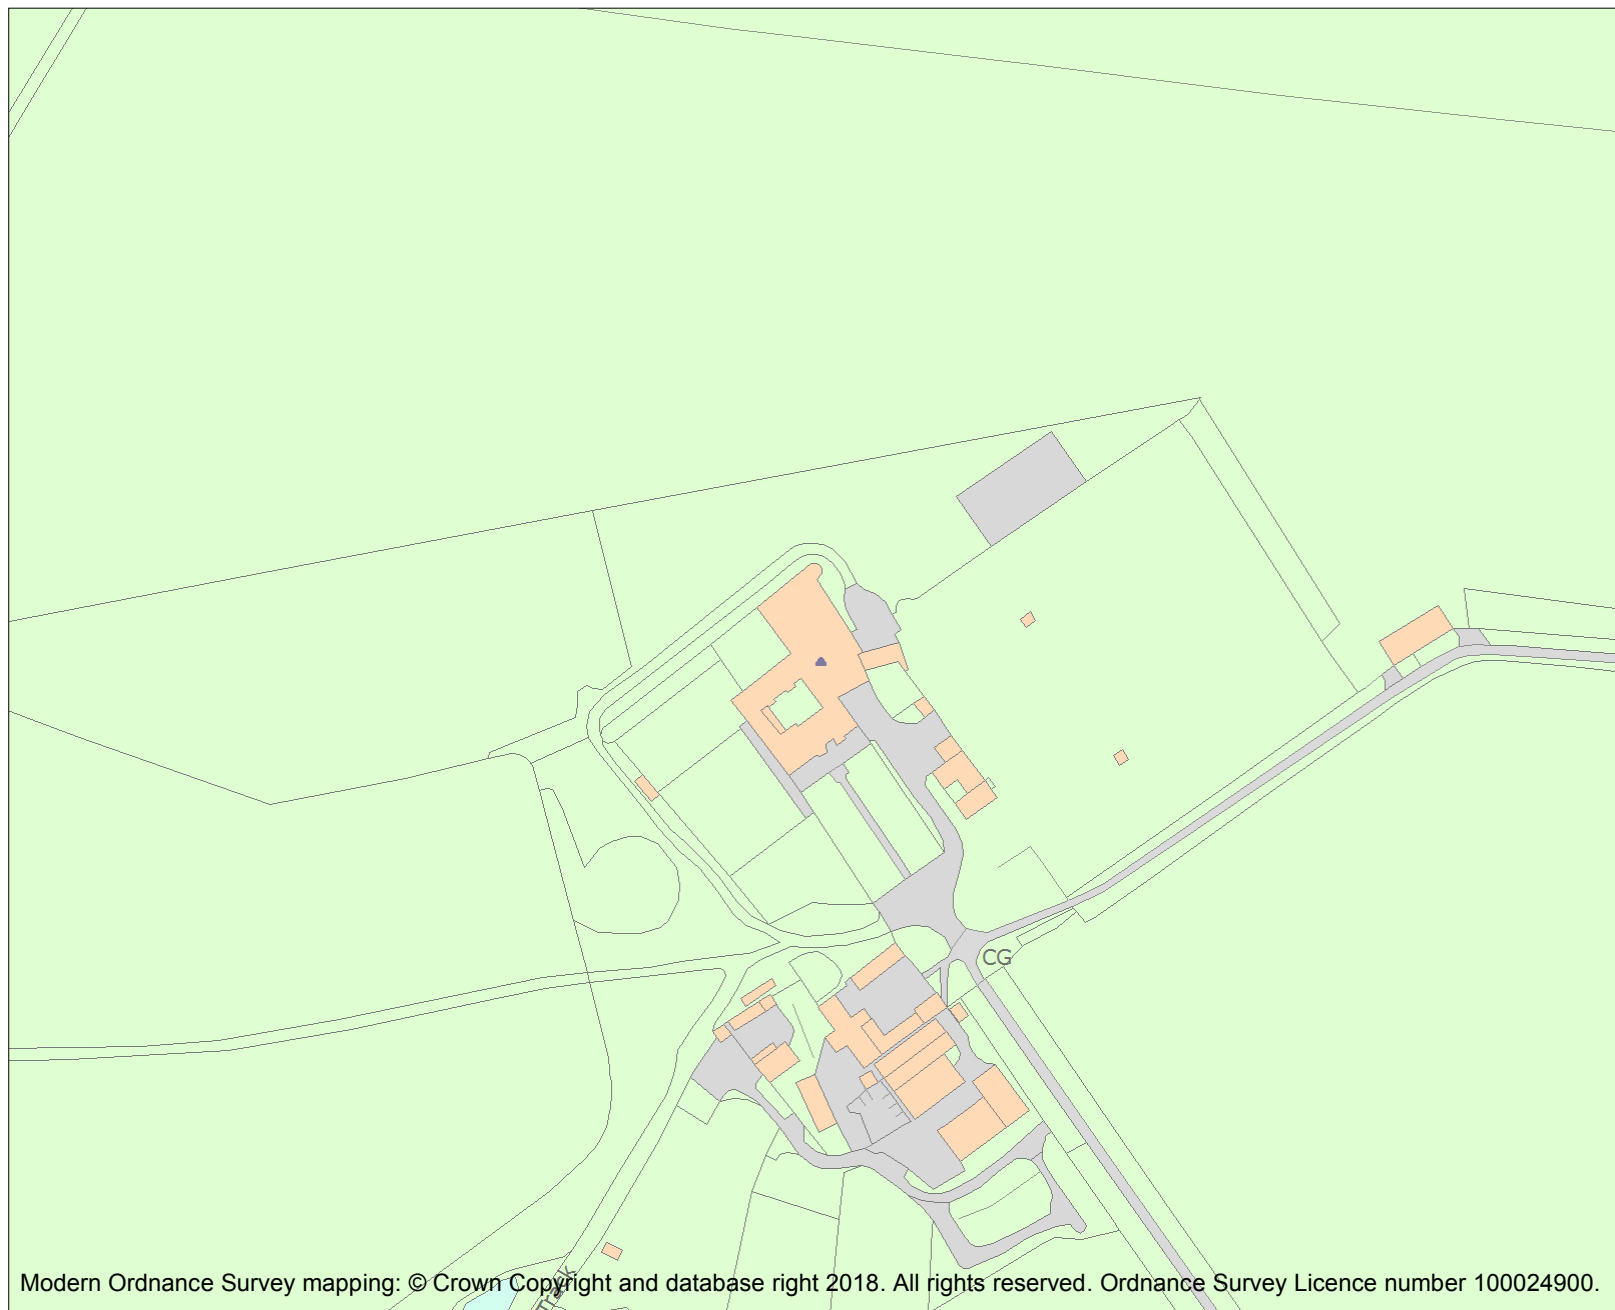 CG
Track
Modern Ordnance Survey mapping: © Crown Copyright and database right 2018. All rights reserved. Ordnance Survey Licence number 100024900.